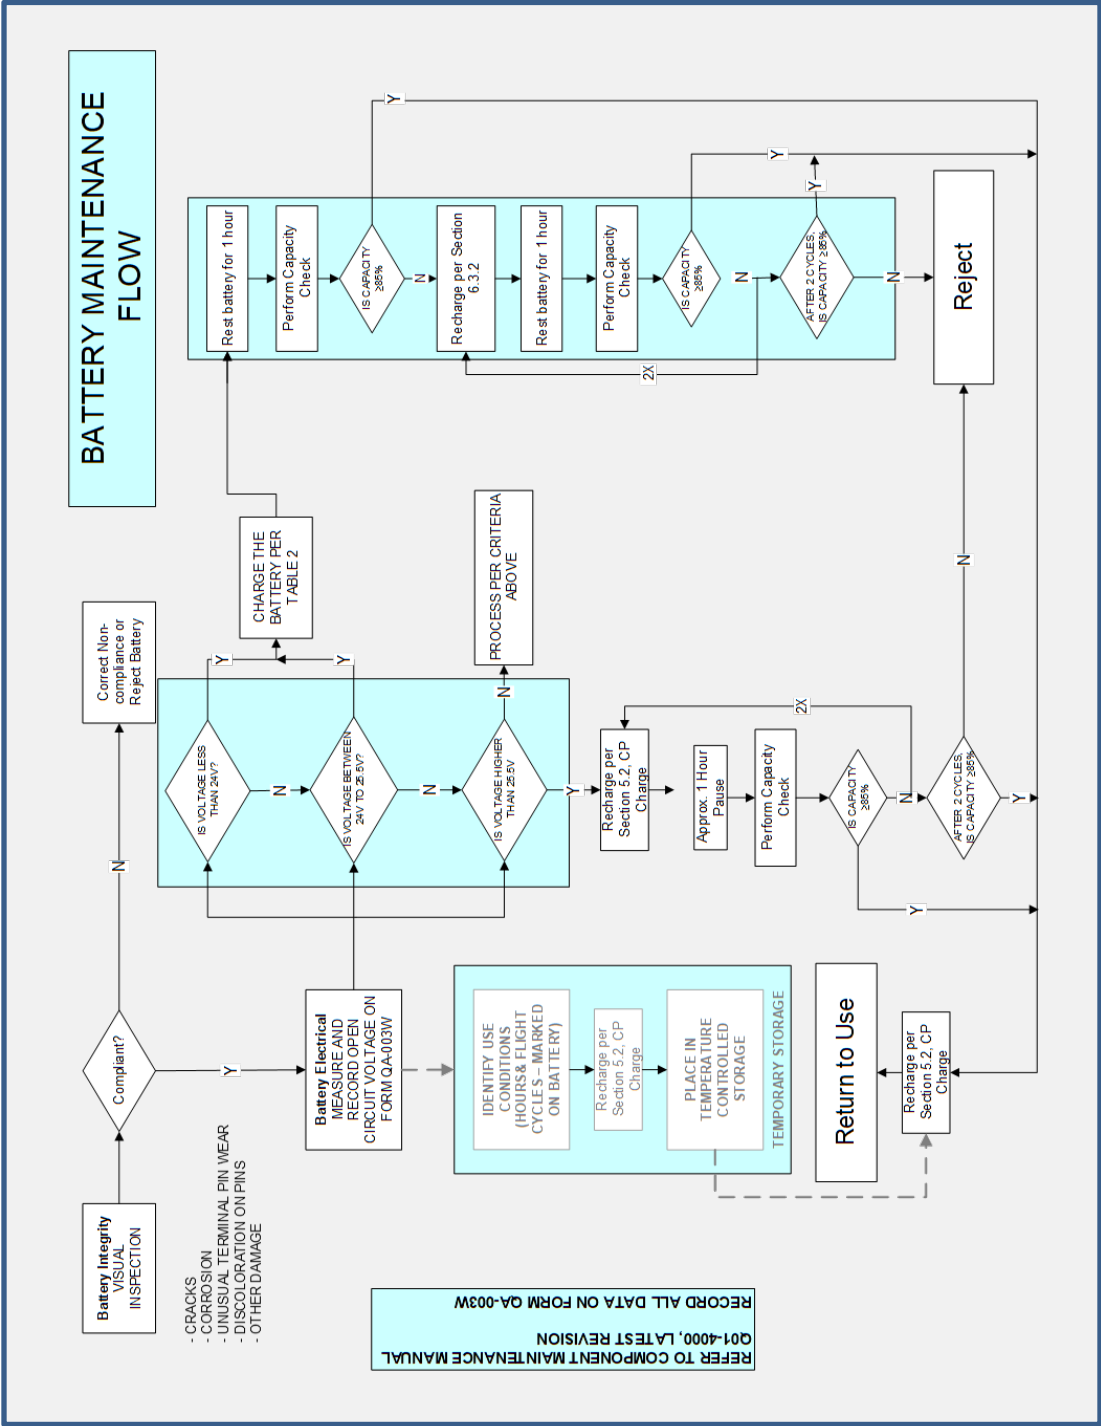 BATTERY MAINTENANCE
FLOW
Battery Integrity
VISUAL
INSPECTION
- CRACKS
- CORROSION
- UNUSUAL TERMINAL PIN WEAR
- DISCOLORATION ON PINS
- OTHER DAMAGE
Compliant?
N
Correct Non-
compliance or
Reject Battery
Y
Battery Electrical
MEASURE AND
RECORD OPEN
CIRCUIT VOLTAGE ON
FORM QA-003W
IS VOLTAGE LESS
THAN 24V?
Y
N
IS VOLTAGE BETWEEN
24V TO 25.5V?
Y
N
IS VOLTAGE HIGHER
THAN 25.5V
N
Y
CHARGE THE
BATTERY PER
TABLE 2
PROCESS PER CRITERIA
ABOVE
Rest battery for 1 hour
Perform Capacity
Check
IS CAPACITY
≥85%
Y
N
Recharge per Section
6.3.2
Rest battery for 1 hour
Perform Capacity
Check
IS CAPACITY
≥85%
Y
N
2X
AFTER 2 CYCLES,
IS CAPACITY ≥85%
Y
N
Reject
Recharge per
Section 5.2, CP
Charge
Approx. 1 Hour
Pause
Perform Capacity
Check
IS CAPACITY
≥85%
Y
N
2X
AFTER 2 CYCLES,
IS CAPACITY ≥85%
N
Y
IDENTIFY USE
CONDITIONS
(HOURS & FLIGHT
CYCLES – MARKED
ON BATTERY)
Recharge per
Section 5.2, CP
Charge
PLACE IN
TEMPERATURE
CONTROLLED
STORAGE
TEMPORARY STORAGE
Return to Use
Recharge per
Section 5.2, CP
Charge
REFER TO COMPONENT MAINTENANCE MANUAL
Q01-4000, LATEST REVISION
RECORD ALL DATA ON FORM QA-003W